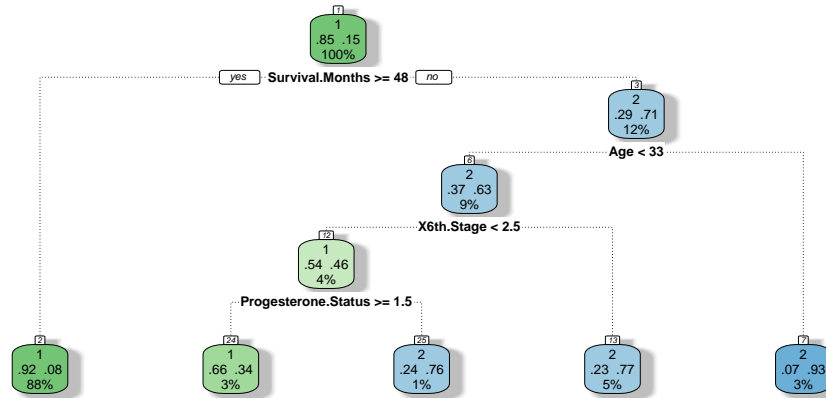 1
1
.85 .15
100%
yes Survival.Months >= 48 no
3
2
.29 .71
12%
Age < 33
6
2
.37 .63
9%
X6th.Stage < 2.5
12
1
.54 .46
4%
Progesterone.Status >= 1.5
2 24 25 13 7
1 1 2 2 2
.92 .08 .66 .34 .24 .76 .23 .77 .07 .93
88% 3% 1% 5% 3%